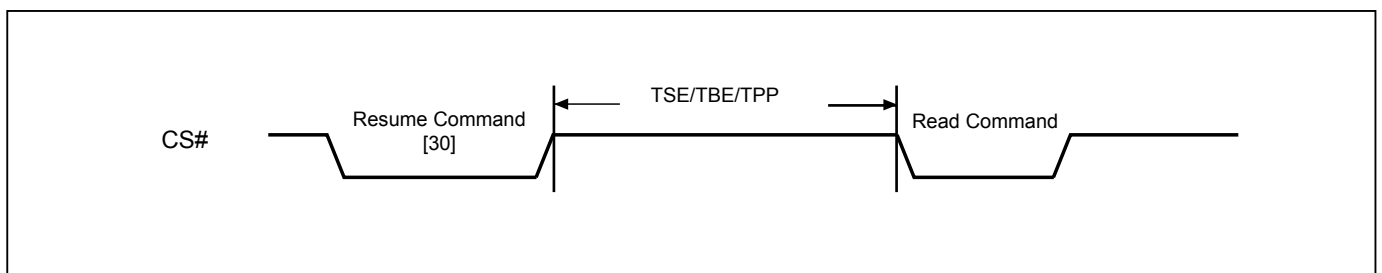 TSE/TBE/TPP
Resume Command
[30]
Read Command
CS#